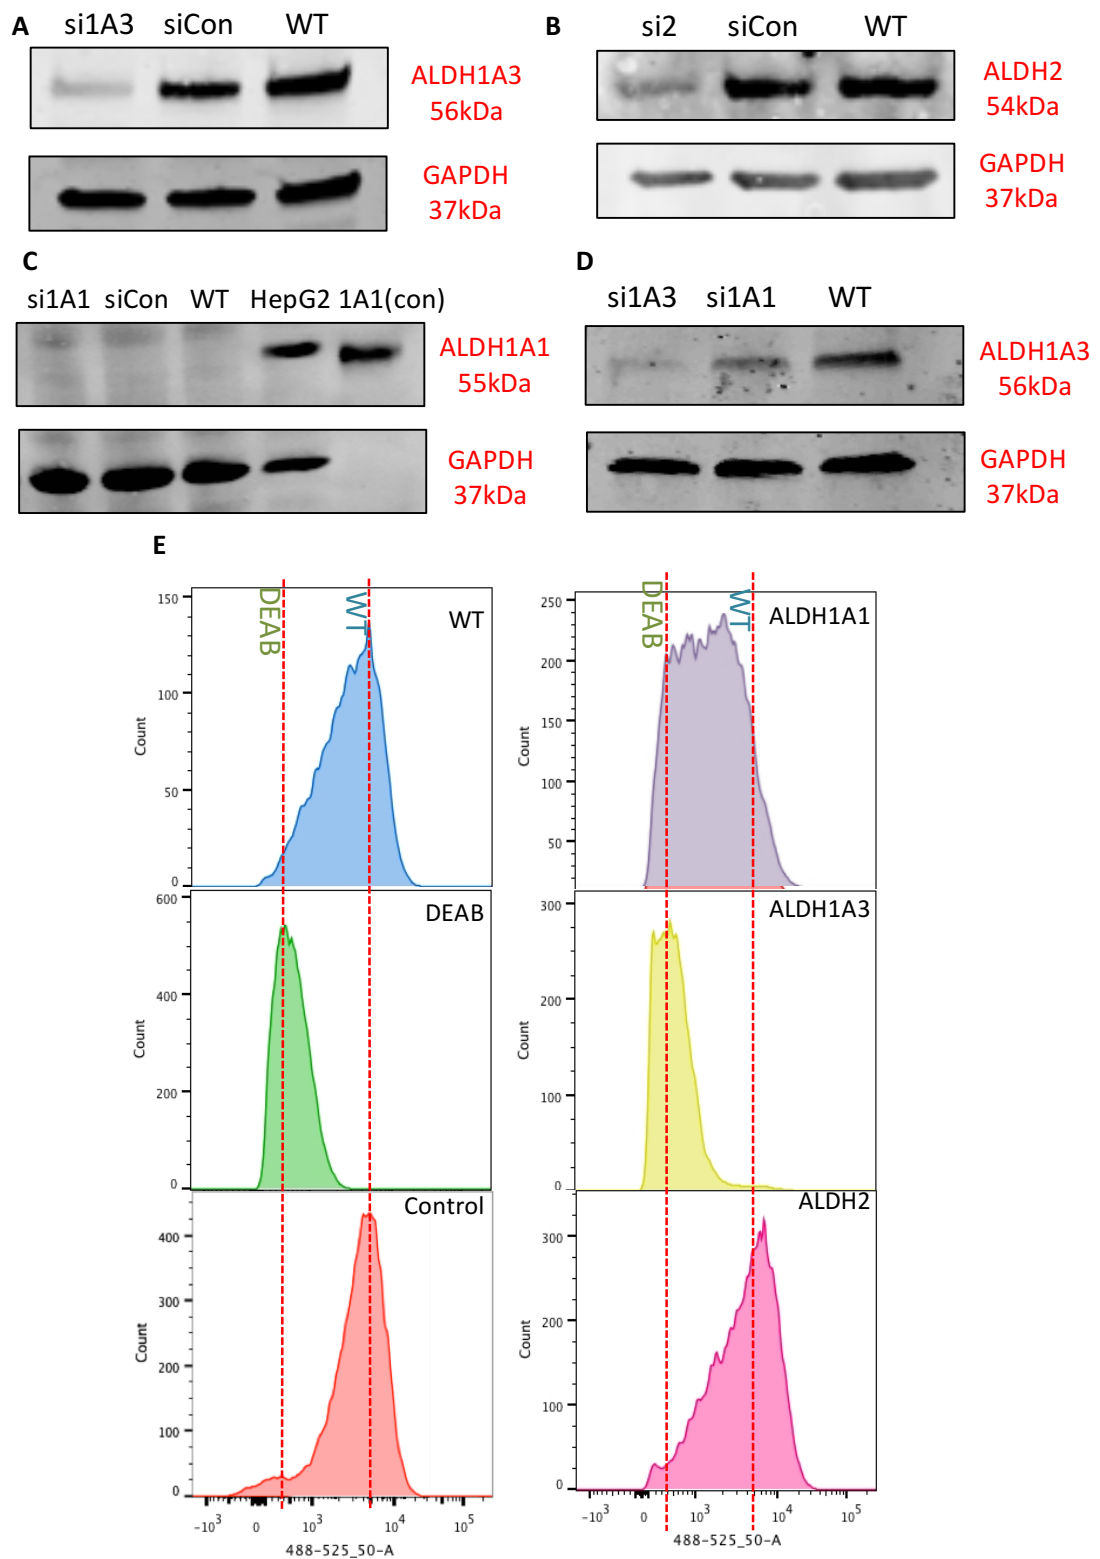 A
si1A3 siCon WT
ALDH1A3
56kDa
GAPDH
37kDa
B
si2 siCon WT
ALDH2
54kDa
GAPDH
37kDa
C
si1A1 siCon WT HepG2 1A1(con)
ALDH1A1
55kDa
GAPDH
37kDa
D
si1A3 si1A1 WT
ALDH1A3
56kDa
GAPDH
37kDa
E
DEAB WT
WT
150
100
50
0
Count
DEAB
600
400
200
0
Count
Control
400
300
200
100
0
Count
-10³ 0 10³ 10⁴ 10⁵
488-525_50-A
DEAB WT
ALDH1A1
250
200
150
100
50
Count
ALDH1A3
300
200
100
0
Count
ALDH2
300
200
100
0
Count
-10³ 0 10³ 10⁴ 10⁵
488-525_50-A